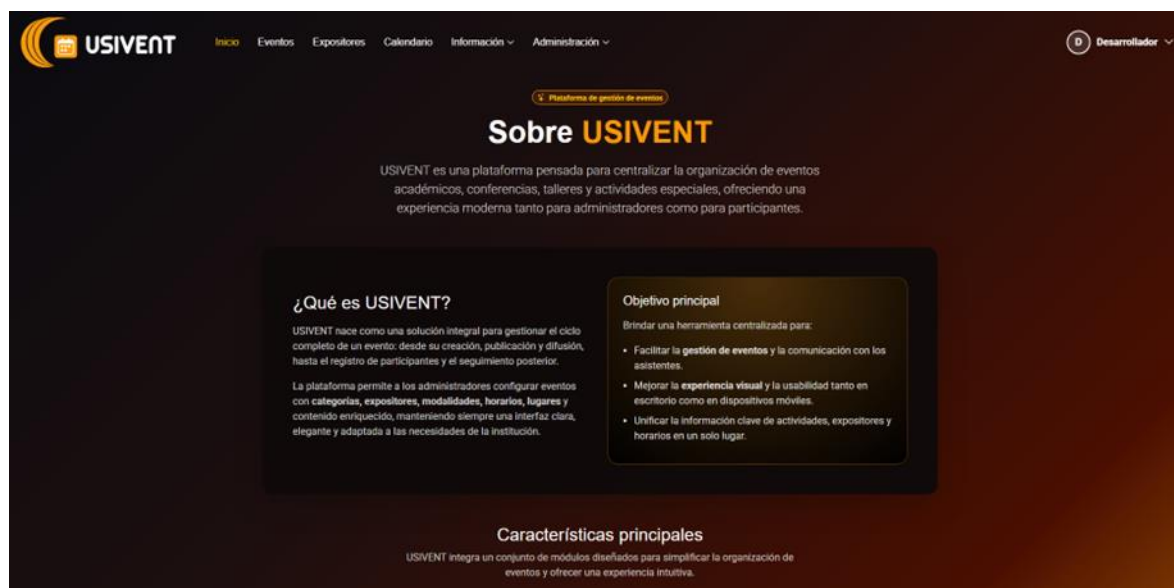 USIVENT
Inicio Eventos Expositores Calendario Información Administración
D Desarrollador
Plataforma de gestión de eventos
Sobre USIVENT
USIVENT es una plataforma pensada para centralizar la organización de eventos
académicos, conferencias, talleres y actividades especiales, ofreciendo una
experiencia moderna tanto para administradores como para participantes.
¿Qué es USIVENT?
USIVENT nace como una solución integral para gestionar el ciclo
completo de un evento: desde su creación, publicación y difusión,
hasta el registro de participantes y el seguimiento posterior.
La plataforma permite a los administradores configurar eventos
con categorías, expositores, modalidades, horarios, lugares y
contenido enriquecido, manteniendo siempre una interfaz clara,
elegante y adaptada a las necesidades de la institución.
Objetivo principal
Brindar una herramienta centralizada para:
• Facilitar la gestión de eventos y la comunicación con los
asistentes.
• Mejorar la experiencia visual y la usabilidad tanto en
escritorio como en dispositivos móviles.
• Unificar la información clave de actividades, expositores y
horarios en un solo lugar.
Características principales
USIVENT integra un conjunto de módulos diseñados para simplificar la organización de
eventos y ofrecer una experiencia intuitiva.